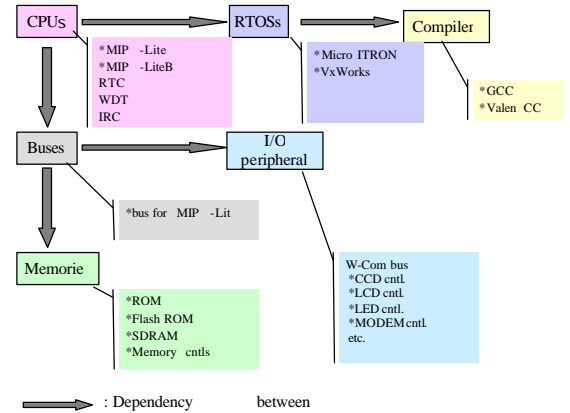 CPUs
RTOSs
Compiler
*MIP -Lite
*MIP -LiteB
RTC
WDT
IRC
*Micro ITRON
*VxWorks
*GCC
*Valen CC
Buses
I/O
peripheral
*bus for MIP -Lit
Memorie
*ROM
*Flash ROM
*SDRAM
*Memory cntls
W-Com bus
*CCD cntl.
*LCD cntl.
*LED cntl.
*MODEM cntl.
etc.
: Dependency between